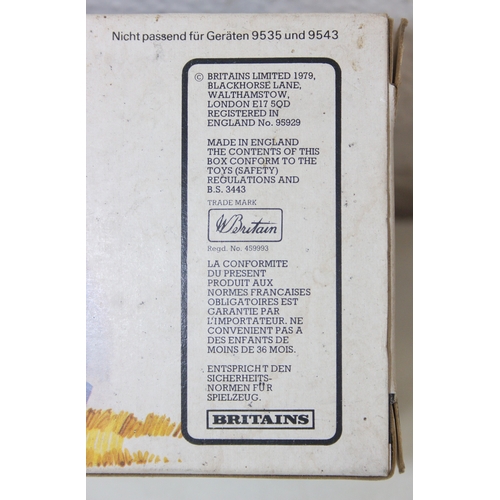 Nicht passend für Geräten 9535 und 9543
© BRITAINS LIMITED 1979,
BLACKHORSE LANE,
WALTHAMSTOW,
LONDON E17 5QD
REGISTERED IN
ENGLAND No. 95929
MADE IN ENGLAND
THE CONTENTS OF THIS
BOX CONFORM TO THE
TOYS (SAFETY)
REGULATIONS AND
B.S. 3443
TRADE MARK
W Britain
Regd. No. 459993
LA CONFORMITE
DU PRESENT
PRODUIT AUX
NORMES FRANCAISES
OBLIGATOIRES EST
GARANTIE PAR
L'IMPORTATEUR. NE
CONVENIENT PAS A
DES ENFANTS DE
MOINS DE 36 MOIS.
ENTSPRICHT DEN
SICHERHEITS-
NORMEN FÜR
SPIELZEUG.
BRITAINS